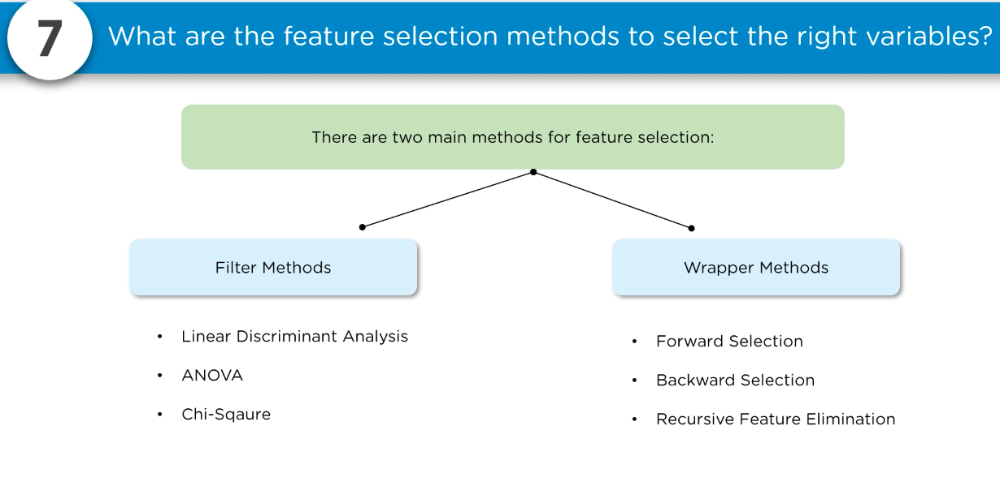 7
What are the feature selection methods to select the right variables?
There are two main methods for feature selection:
Filter Methods
• Linear Discriminant Analysis
• ANOVA
• Chi-Sqaure
Wrapper Methods
• Forward Selection
• Backward Selection
• Recursive Feature Elimination